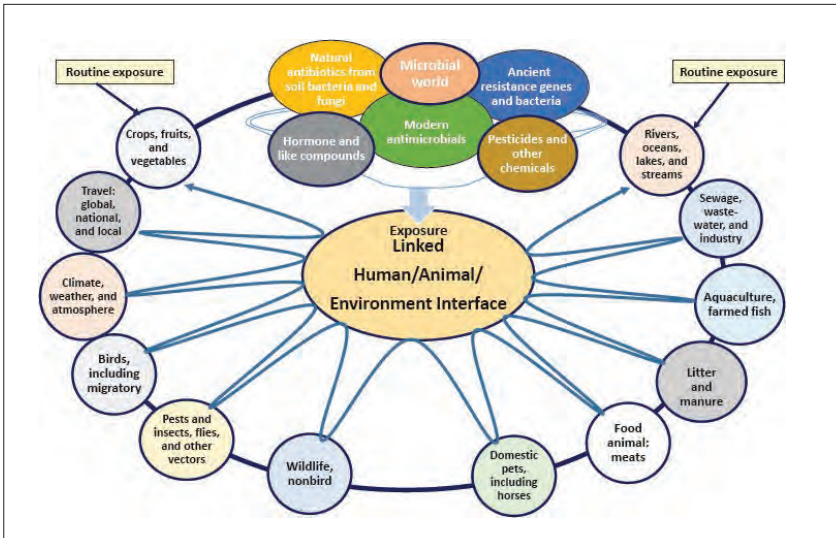 Routine exposure
Natural
antibiotics from
soil bacteria and
fungi
Microbial
world
Ancient
resistance genes
and bacteria
Routine exposure
Hormone and
like compounds
Modern
antimicrobials
Pesticides and
other
chemicals
Crops, fruits,
and
vegetables
Rivers,
oceans,
lakes, and
streams
Travel:
global,
national,
and local
Sewage,
waste-
water, and
industry
Exposure
Linked
Human/Animal/
Environment Interface
Climate,
weather, and
atmosphere
Aquaculture,
farmed fish
Birds,
including
migratory
Litter
and
manure
Pests
and
insects, flies,
and other
vectors
Food
animal:
meats
Wildlife,
nonbird
Domestic
pets,
including
horses